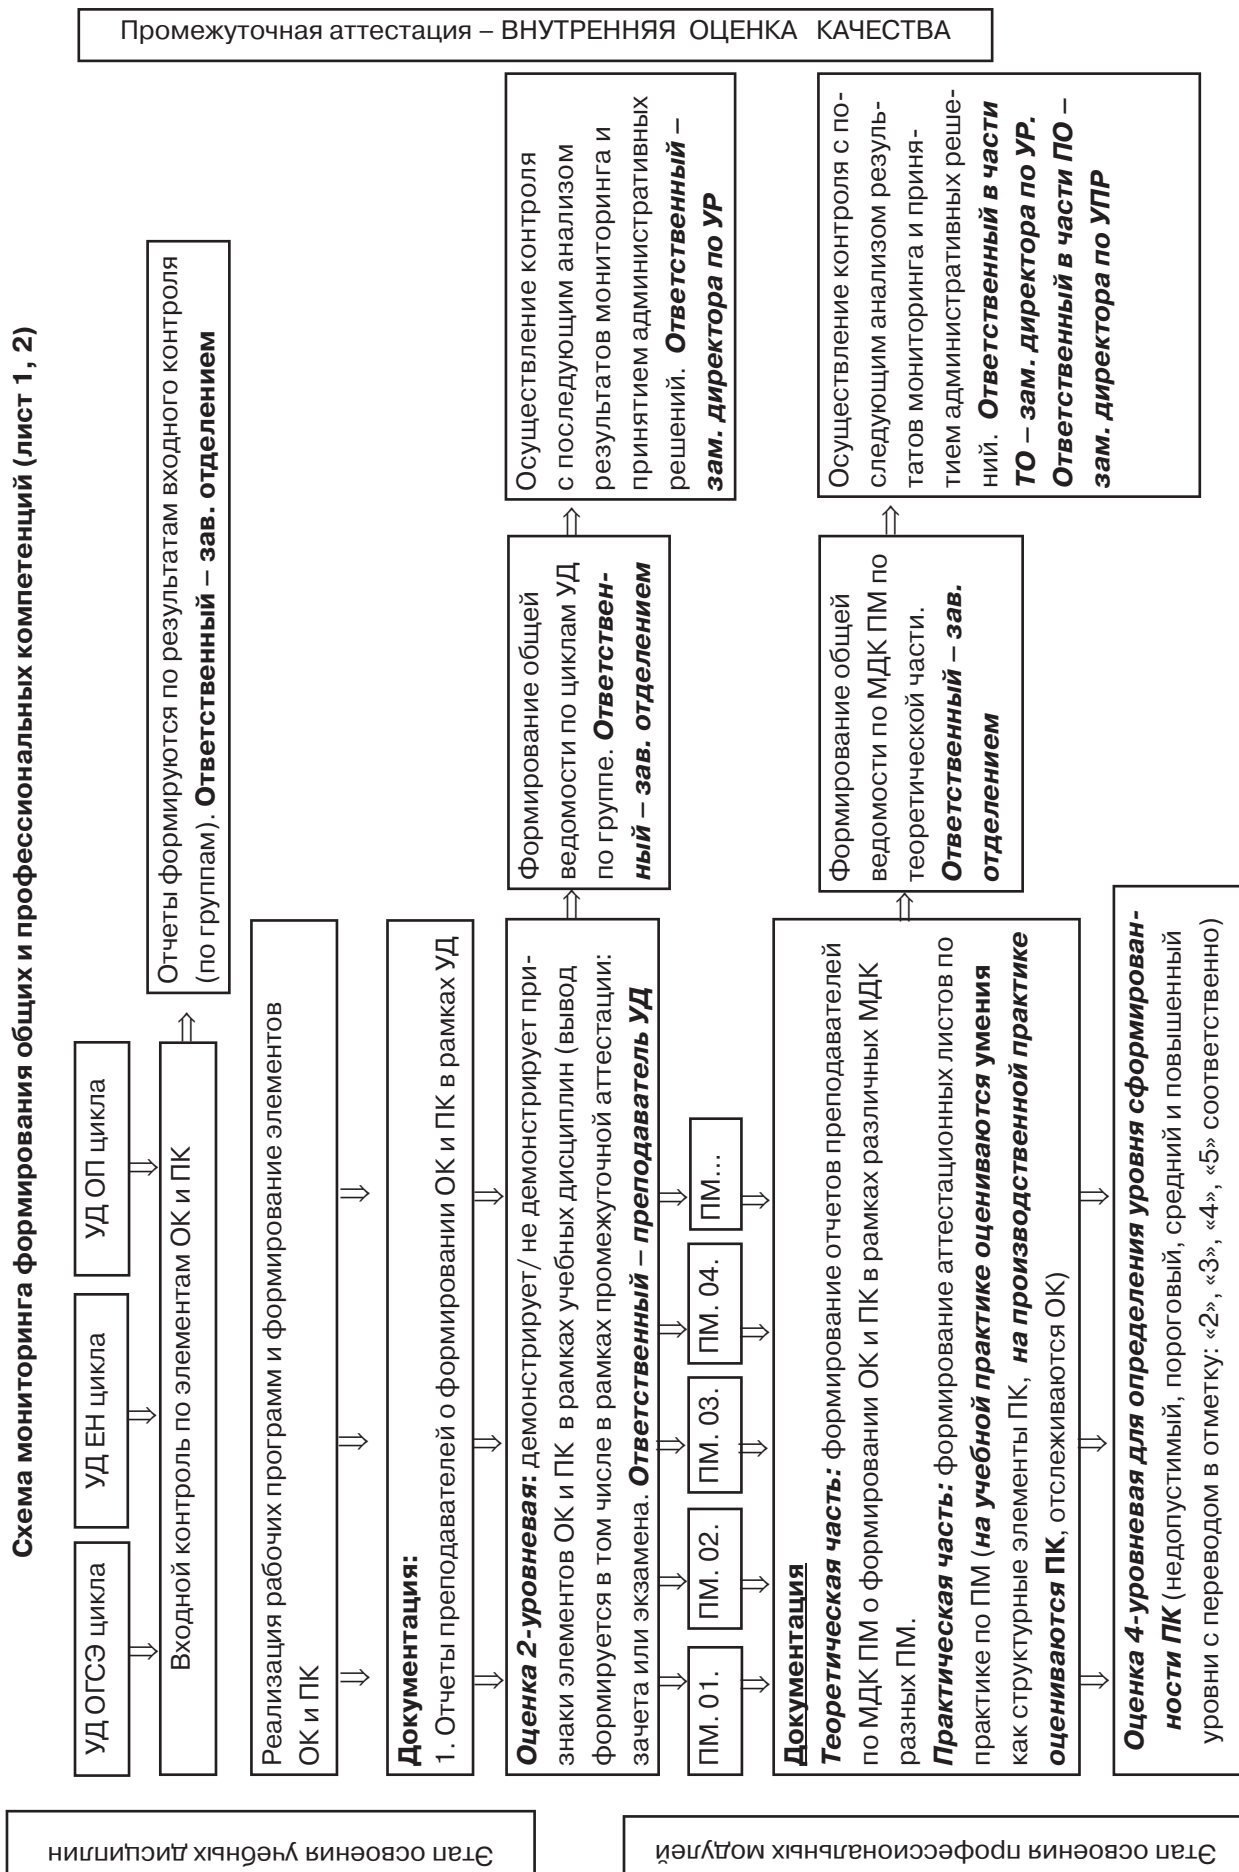 Схема мониторинга формирования общих и профессиональных компетенций (лист 1, 2)
Этап освоения учебных дисциплин
УД ОГСЭ цикла
УД ЕН цикла
УД ОП цикла
Входной контроль по элементам ОК и ПК
Отчеты формируются по результатам входного контроля
(по группам). Ответственный – зав. отделением
Реализация рабочих программ и формирование элементов
ОК и ПК
Документация:
1. Отчеты преподавателей о формировании ОК и ПК в рамках УД
Оценка 2-уровневая: демонстрирует/ не демонстрирует при-
знаки элементов ОК и ПК в рамках учебных дисциплин (вывод
формируется в том числе в рамках промежуточной аттестации:
зачета или экзамена. Ответственный – преподаватель УД
Формирование общей
ведомости по циклам УД
по группе. Ответствен-
ный – зав. отделением
Осуществление контроля
с последующим анализом
результатов мониторинга и
принятием административных
решений. Ответственный –
зам. директора по УР
Этап освоения профессиональных модулей
ПМ. 01.
ПМ. 02.
ПМ. 03.
ПМ. 04.
ПМ...
Документация
Теоретическая часть: формирование отчетов преподавателей
по МДК ПМ о формировании ОК и ПК в рамках различных МДК
разных ПМ.
Практическая часть: формирование аттестационных листов по
практике по ПМ (на учебной практике оцениваются умения
как структурные элементы ПК, на производственной практике
оцениваются ПК, отслеживаются ОК)
Формирование общей
ведомости по МДК ПМ по
теоретической части.
Ответственный – зав.
отделением
Осуществление контроля с по-
следующим анализом резуль-
татов мониторинга и приня-
тием административных реше-
ний. Ответственный в части
ТО – зам. директора по УР.
Ответственный в части ПО –
зам. директора по УПР
Оценка 4-уровневая для определения уровня сформирован-
ности ПК (недопустимый, пороговый, средний и повышенный
уровни с переводом в отметку: «2», «3», «4», «5» соответственно)
Промежуточная аттестация – ВНУТРЕННЯЯ ОЦЕНКА КАЧЕСТВА